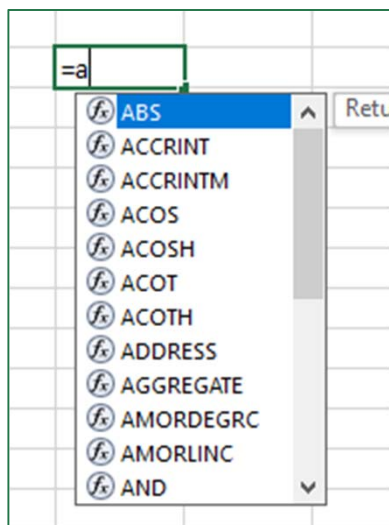 =a
ABS
Retu
ACCRINT
ACCRINTM
ACOS
ACOSH
ACOT
ACOTH
ADDRESS
AGGREGATE
AMORDEGRC
AMORLINC
AND